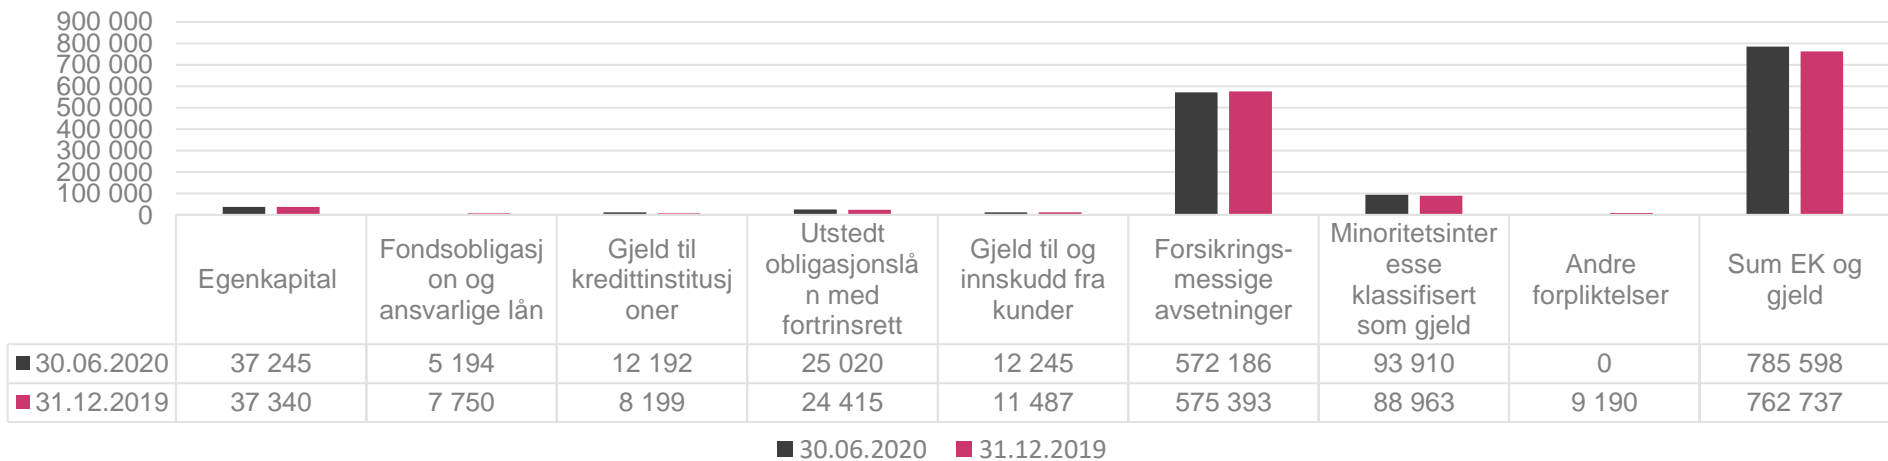 900 000
800 000
700 000
600 000
500 000
400 000
300 000
200 000
100 000
0
Egenkapital
Fondsobligasj
on og
ansvarlige lån
Gjeld til
kredittinstitusj
oner
Utstedt
obligasjonslå
n med
fortrinsrett
Gjeld til og
innskudd fra
kunder
Forsikrings-
messige
avsetninger
Minoritetsinter
esse
klassifisert
som gjeld
Andre
forpliktelser
Sum EK og
gjeld
30.06.2020 37 245 5 194 12 192 25 020 12 245 572 186 93 910 0 785 598
31.12.2019 37 340 7 750 8 199 24 415 11 487 575 393 88 963 9 190 762 737
30.06.2020 31.12.2019